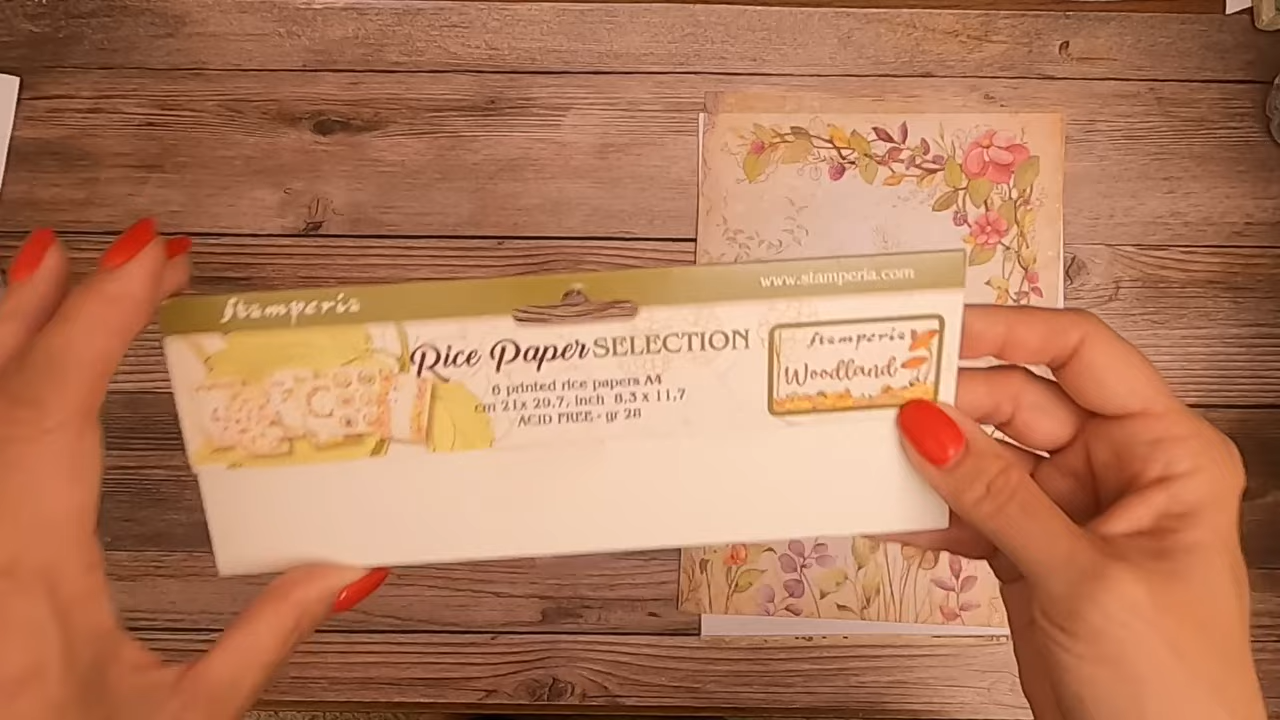 Stamperia
www.stamperia.com
Rice Paper SELECTION
6 printed rice papers A4
cm 21x 29.7, inch 8,3 x 11,7
ACID FREE - gr 28
Stamperia
Woodland